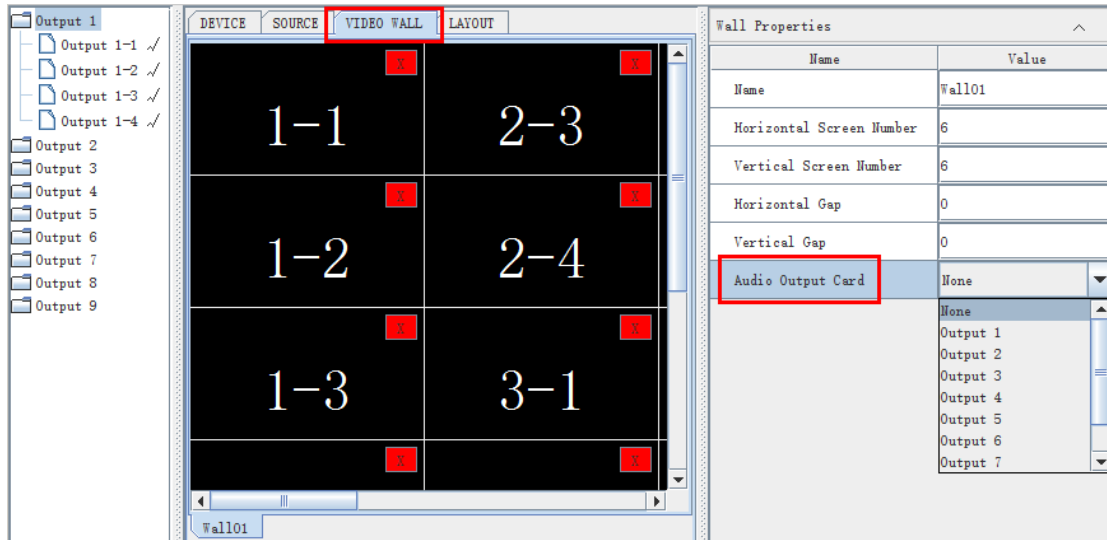 Output 1
Output 1-1
Output 1-2
Output 1-3
Output 1-4
Output 2
Output 3
Output 4
Output 5
Output 6
Output 7
Output 8
Output 9
DEVICE SOURCE VIDEO WALL LAYOUT
X X
1-1 2-3
X X
1-2 2-4
X X
1-3 3-1
X X
Wall01
Wall Properties
Name Value
Name Wall01
Horizontal Screen Number 6
Vertical Screen Number 6
Horizontal Gap 0
Vertical Gap 0
Audio Output Card None
None
Output 1
Output 2
Output 3
Output 4
Output 5
Output 6
Output 7